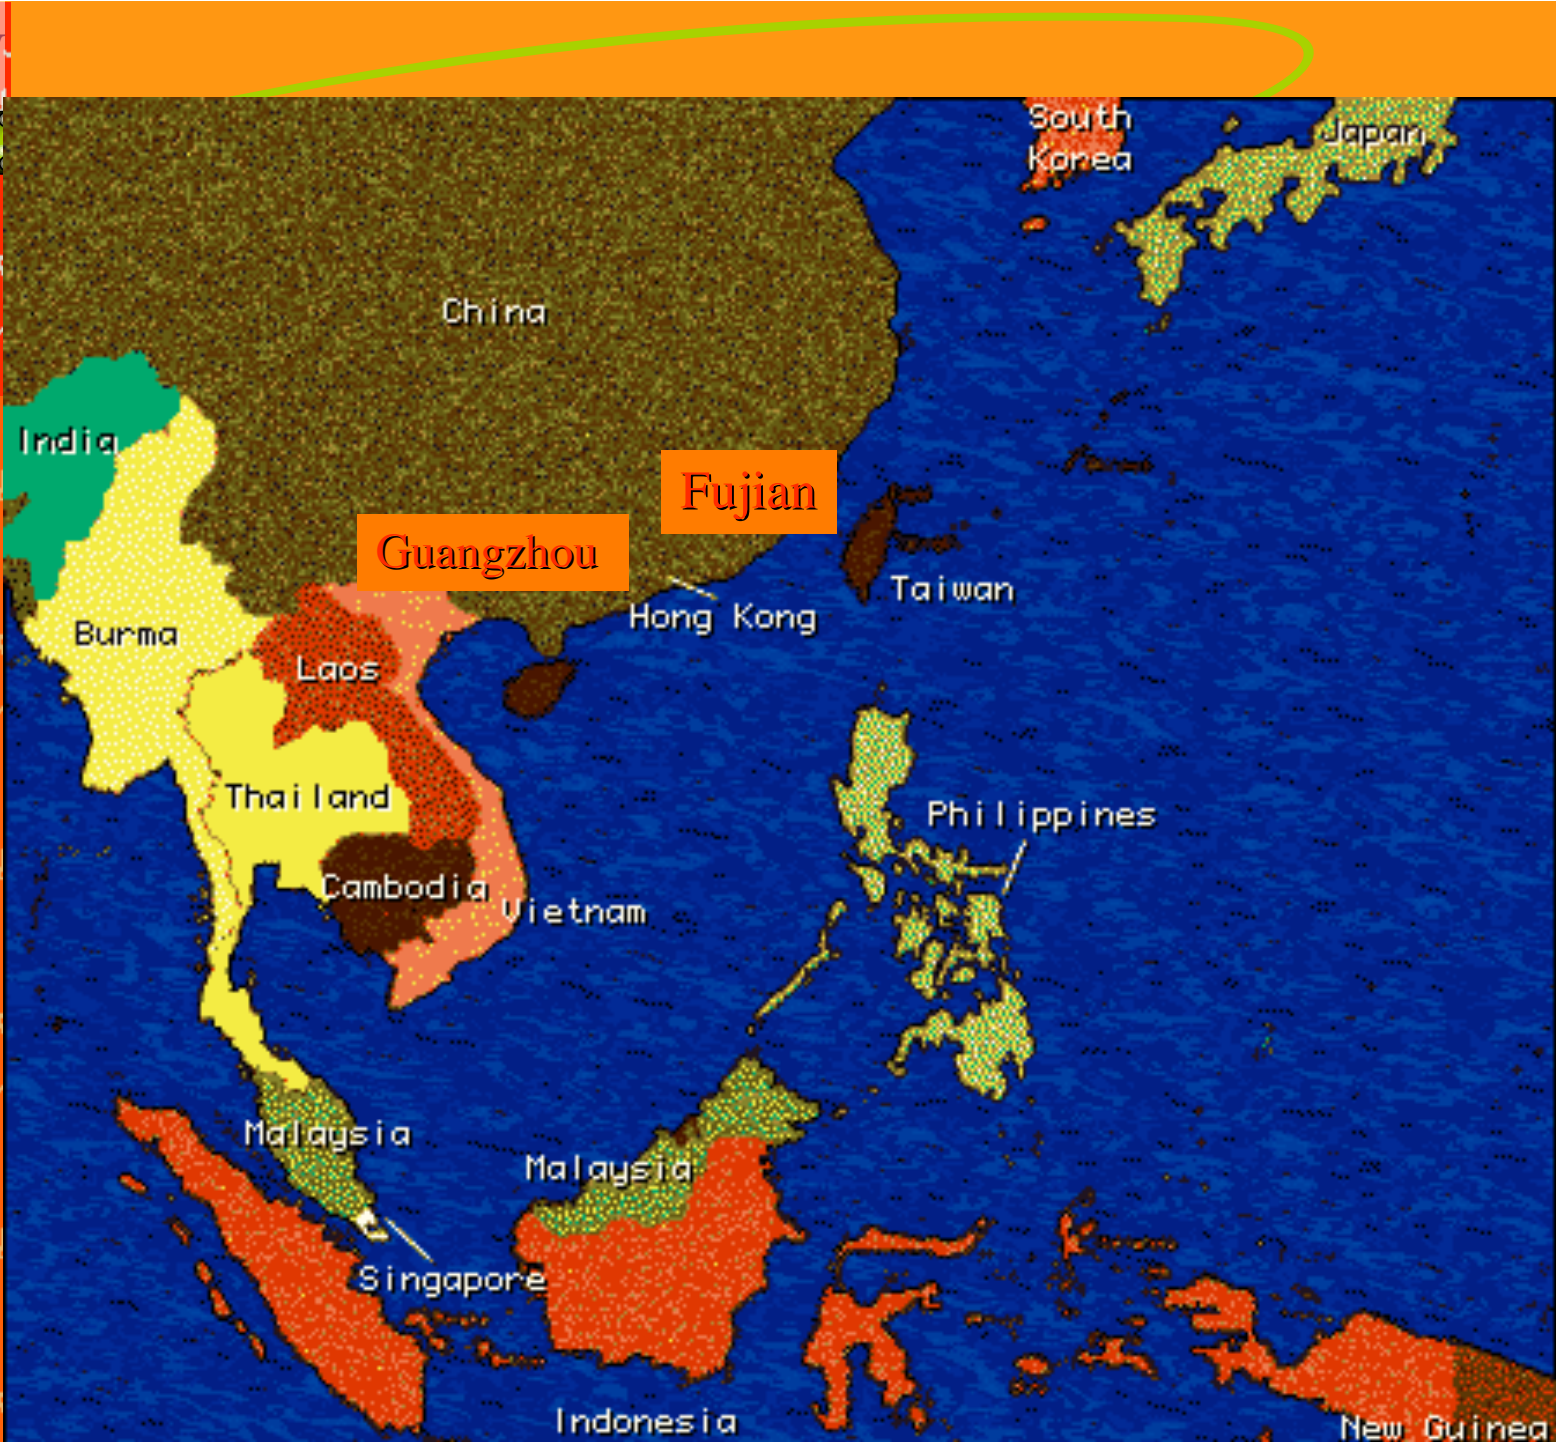 South
Korea
Japan
China
India
Fujian
Guangzhou
Taiwan
Hong Kong
Burma
Laos
Thailand
Philippines
Cambodia
Vietnam
Malaysia
Malaysia
Singapore
Indonesia
New Guinea